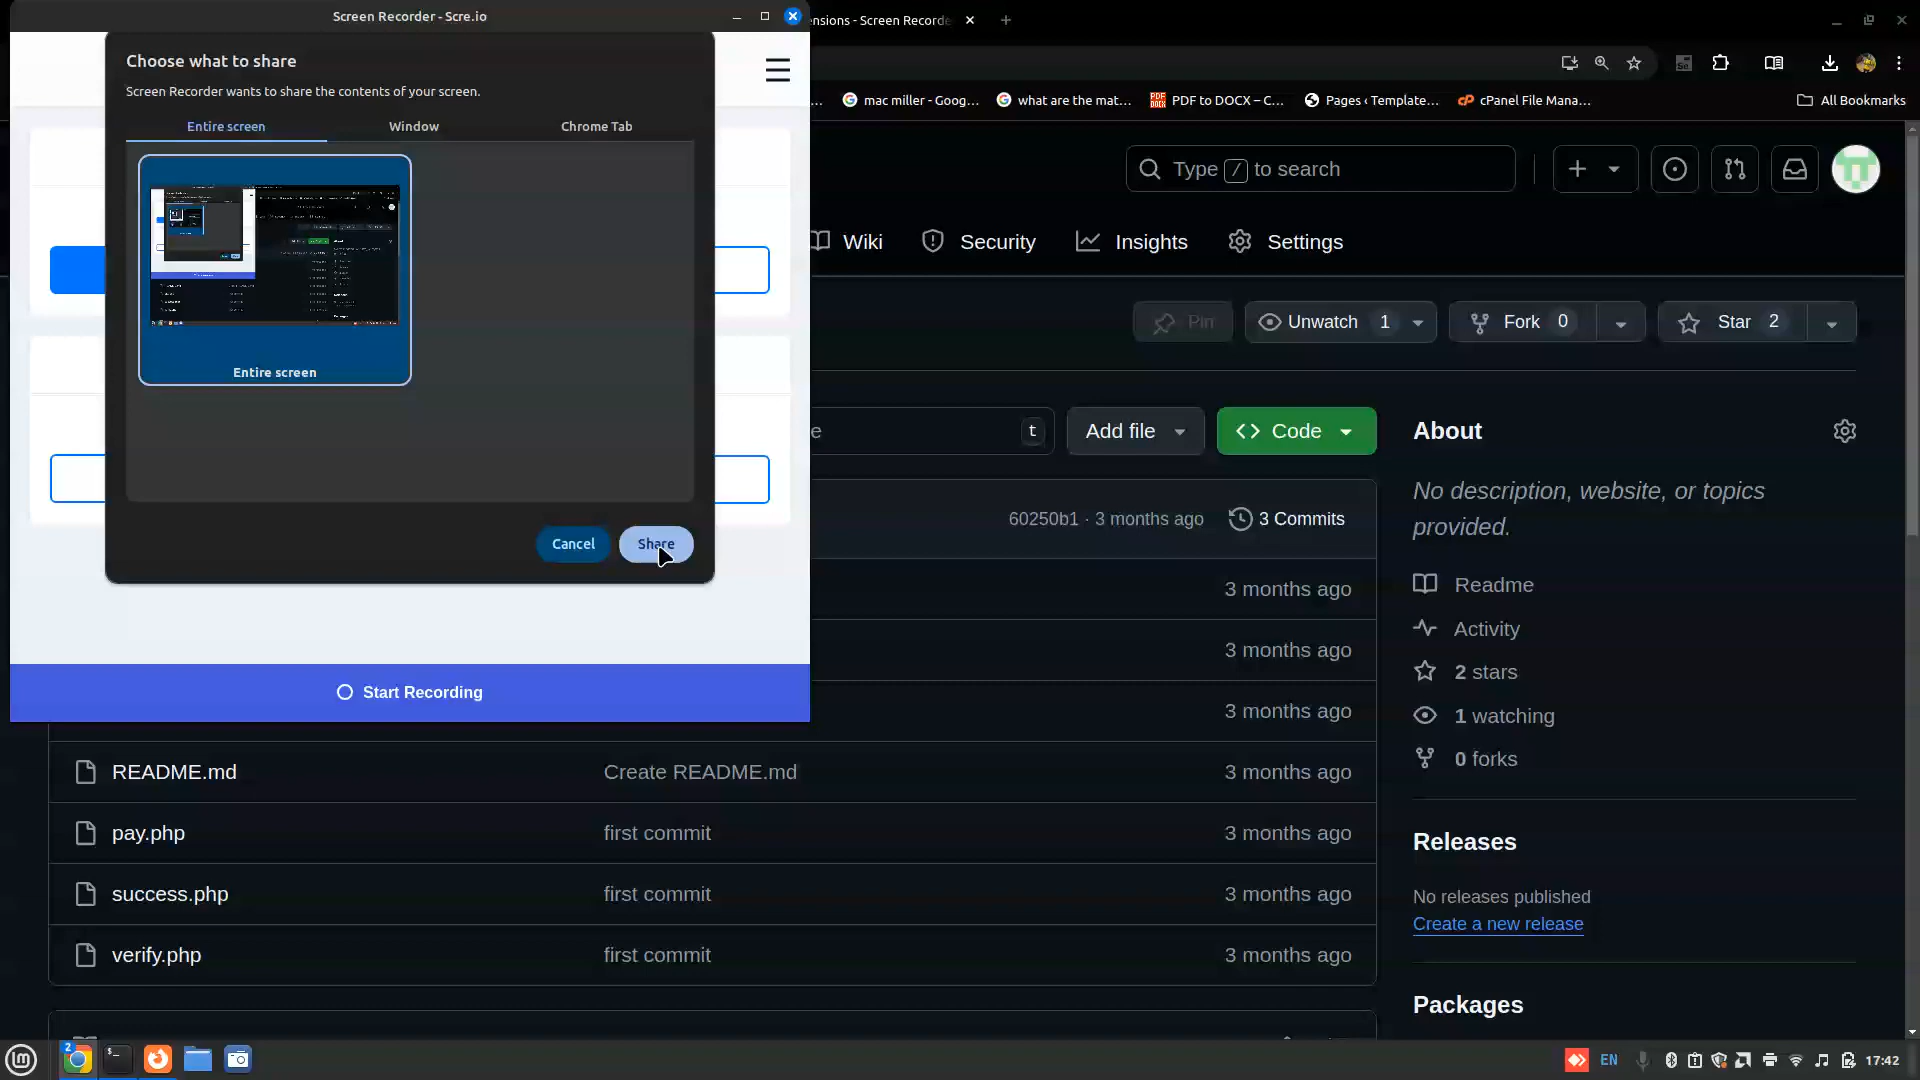 Screen Recorder - Scre.io
Choose what to share
Screen Recorder wants to share the contents of your screen.
Entire screen
Window
Chrome Tab
Entire screen
Cancel
Share
Start Recording
ensions - Screen Recorde
mac miller - Goog...
what are the mat...
PDF to DOCX – C...
Pages ‹ Template...
cPanel File Mana...
All Bookmarks
Type / to search
Wiki
Security
Insights
Settings
Pin
Unwatch 1
Fork 0
Star 2
e
t
Add file
Code
60250b1 · 3 months ago
3 Commits
3 months ago
3 months ago
3 months ago
README.md Create README.md 3 months ago
pay.php first commit 3 months ago
success.php first commit 3 months ago
verify.php first commit 3 months ago
About
No description, website, or topics
provided.
Readme
Activity
2 stars
1 watching
0 forks
Releases
No releases published
Create a new release
Packages
2
EN
17:42